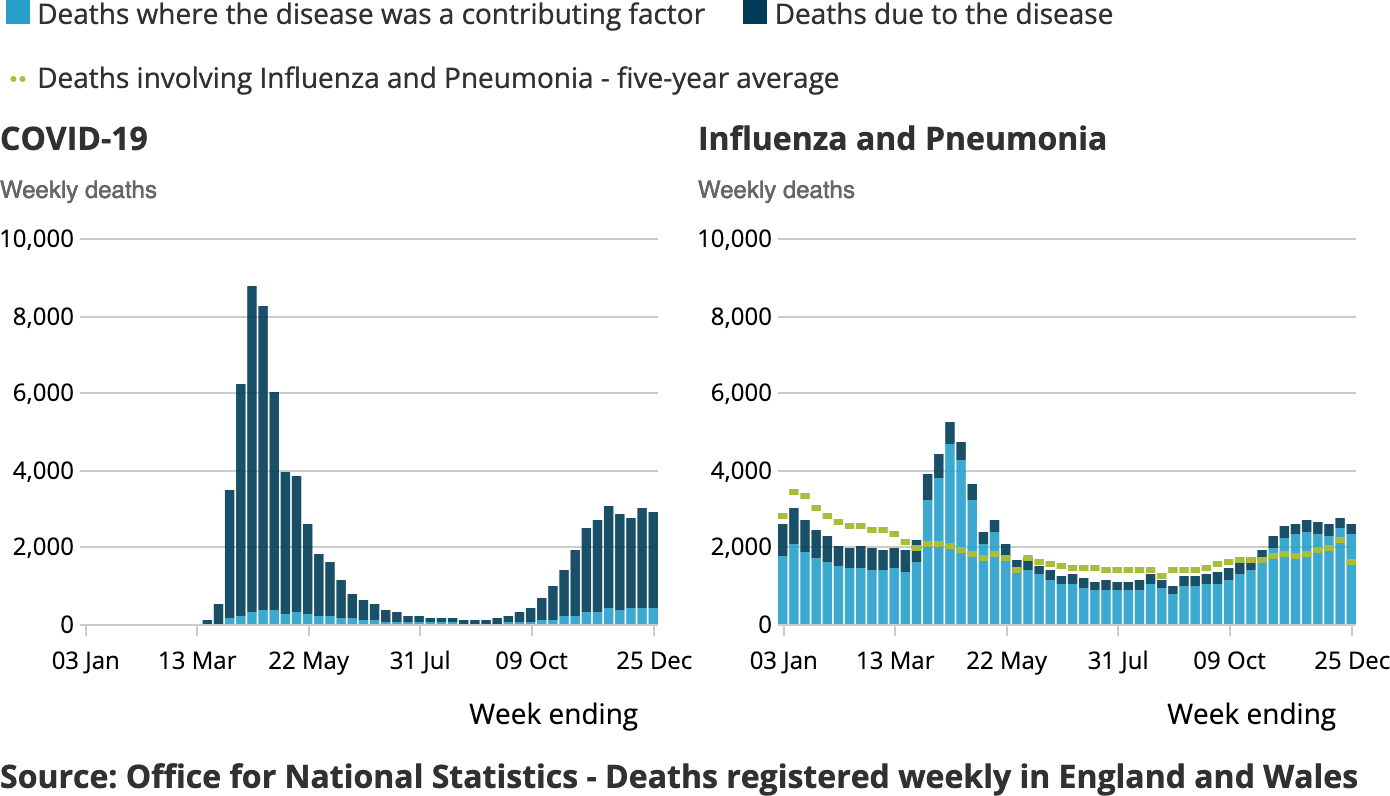 Deaths where the disease was a contributing factor Deaths due to the disease
Deaths involving Influenza and Pneumonia - five-year average
COVID-19
Weekly deaths
10,000
8,000
6,000
4,000
2,000
0
03 Jan 13 Mar 22 May 31 Jul 09 Oct 25 Dec
Week ending
Influenza and Pneumonia
Weekly deaths
10,000
8,000
6,000
4,000
2,000
0
03 Jan 13 Mar 22 May 31 Jul 09 Oct 25 Dec
Week ending
Source: Office for National Statistics - Deaths registered weekly in England and Wales